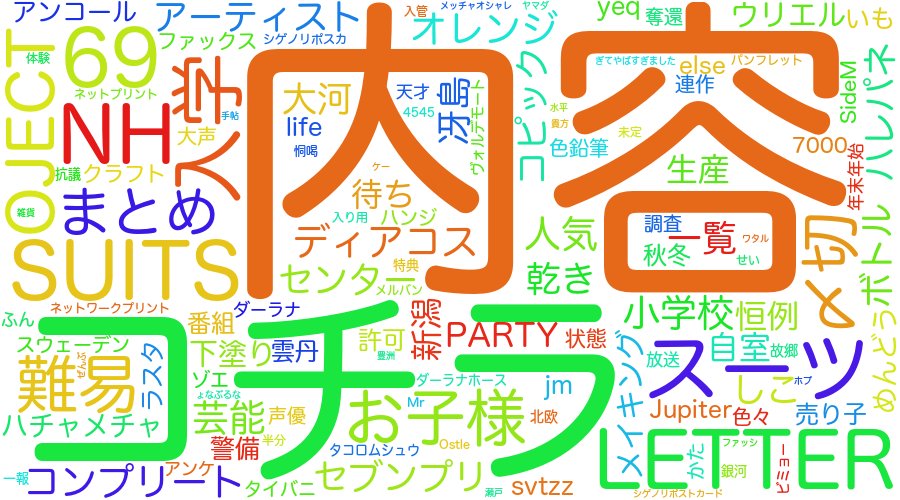 アンコール
アーティスト
入管
メッチャオシャレ
ヤマダ
yeq
奪還
ウリエル
いも
ファックス
シゲノリポスカ
オレンジ
69
体験
ネットプリント
OJECT
入学
内容
大河
天才
4545
冴島
life
恫喝
ヴォルデモート
コピック
水平
貴方
ぎてやばすぎました
else
パンフレット
連作
未定
SideM
ハレパネ
色鉛筆
7000
年末年始
NH
手帖
大声
抗議
クラフト
ケー
待ち
生産
まとめ
雑貨
入り用
ハンジ
ディアコス
人気
調査
一覧
ワタル
秋冬
せい
〆切
ボトル
めんどう
SUITS
センター
特典
メルパン
乾き
ネットワークプリント
ダーラナ
ふん
番組
新潟
PARTY
状態
小学校
恒例
コチラ
スウェーデン
下塗り
雲丹
許可
豊洲
放送
自室
故郷
スーツ
難易
ラスタ
ゾエ
ダーラナホース
jm
メイキング
しこ
ホブ
ょなぶるな
Mr
北欧
Jupiter
色々
売り子
ハチャメチャ
芸能
声優
お子様
警備
半分
タコロムシュウ
Ostle
LETTER
かた
ファッシ
銀河
ピミョー
一報
コンプリート
アンケ
タイバニ
セブンプリ
瀬戸
svtzz
シゲノリポストカード